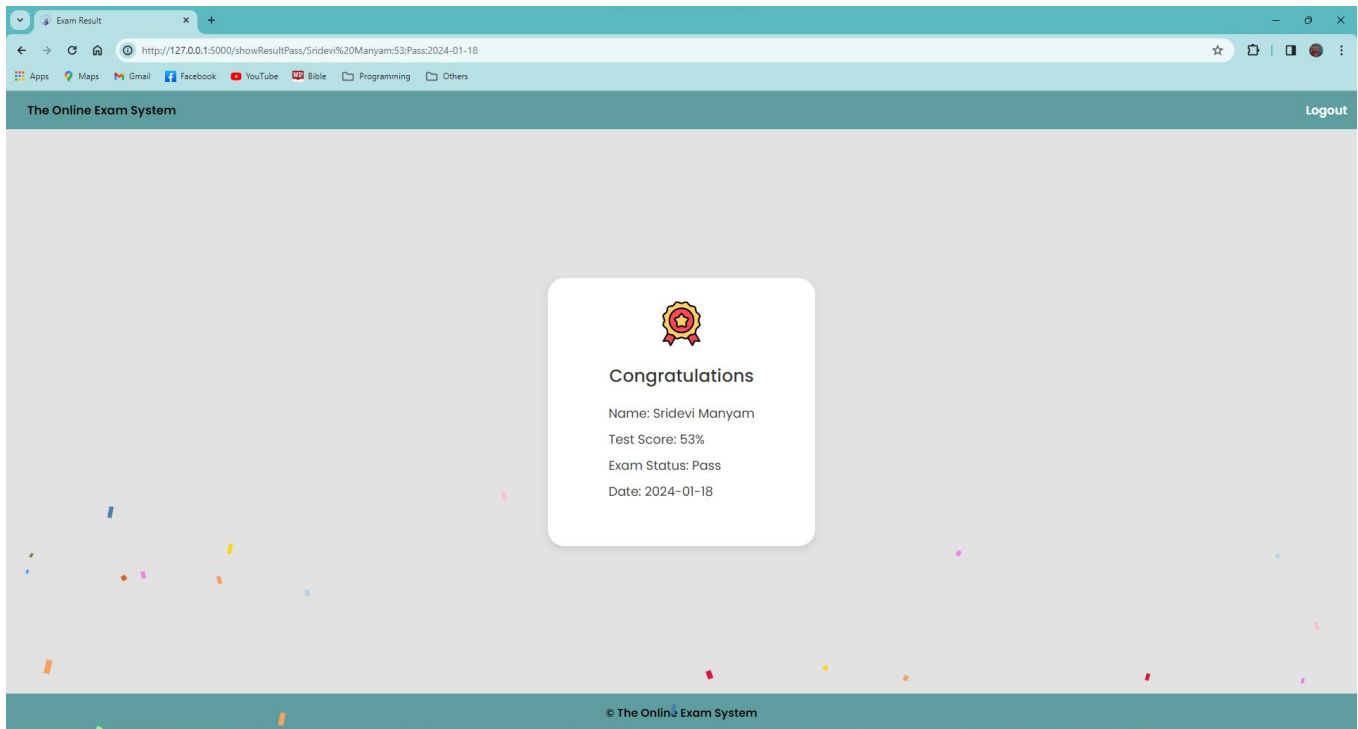 Exam Result
http://127.0.0.1:5000/showResultPass/Sridevi%20Manyam;53;Pass;2024-01-18
Apps Maps Gmail Facebook YouTube Bible Programming Others
The Online Exam System Logout
Congratulations
Name: Sridevi Manyam
Test Score: 53%
Exam Status: Pass
Date: 2024-01-18
© The Online Exam System